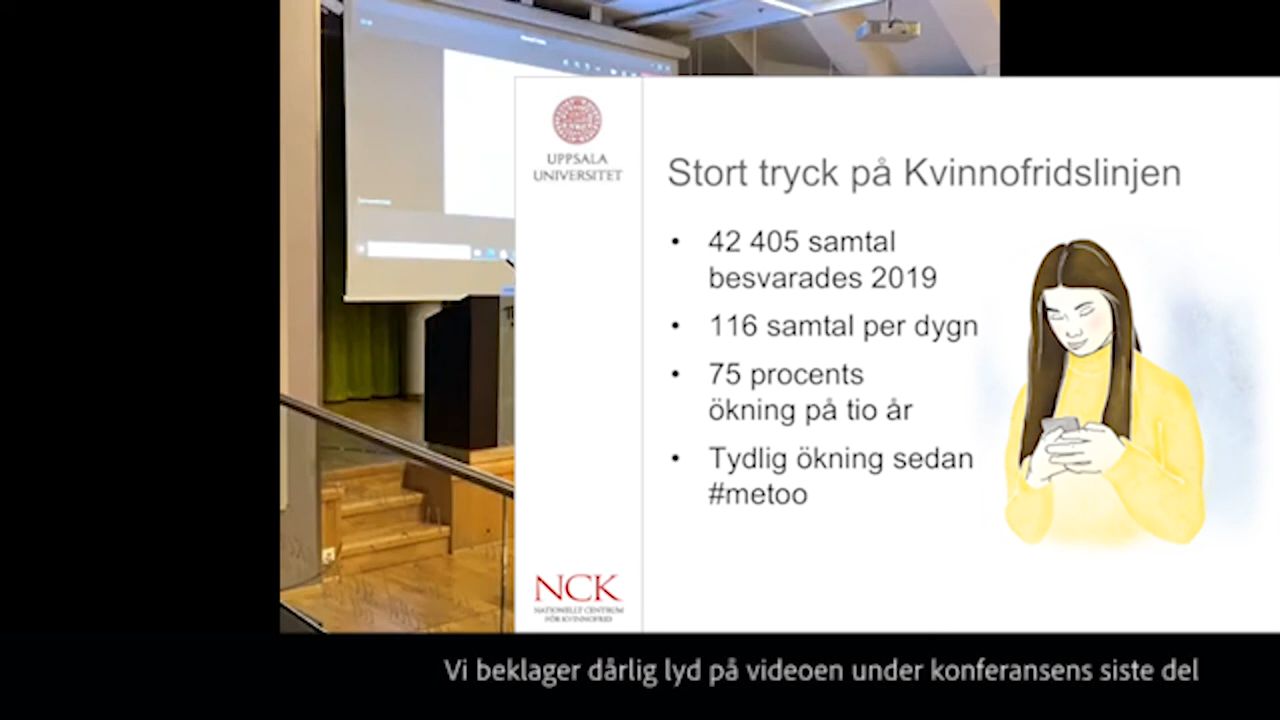 UPPSALA
UNIVERSITET
Stort tryck på Kvinnofridslinjen
• 42 405 samtal
besvarades 2019
• 116 samtal per dygn
• 75 procents
ökning på tio år
• Tydlig ökning sedan
#metoo
NCK
NATIONELLT CENTRUM
FÖR KVINNOFRID
Vi beklager dårlig lyd på videoen under konferansens siste del